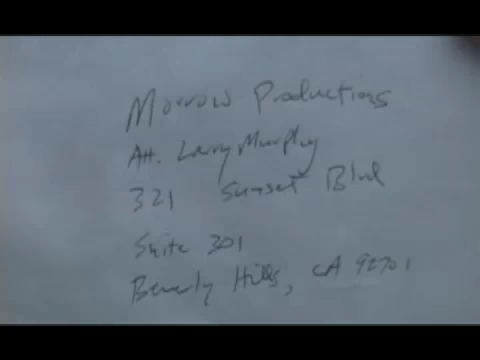 Morrow Productions
Att. Larry Murphy
321 Sunset Blvd
Suite 301
Beverly Hills, CA 92701